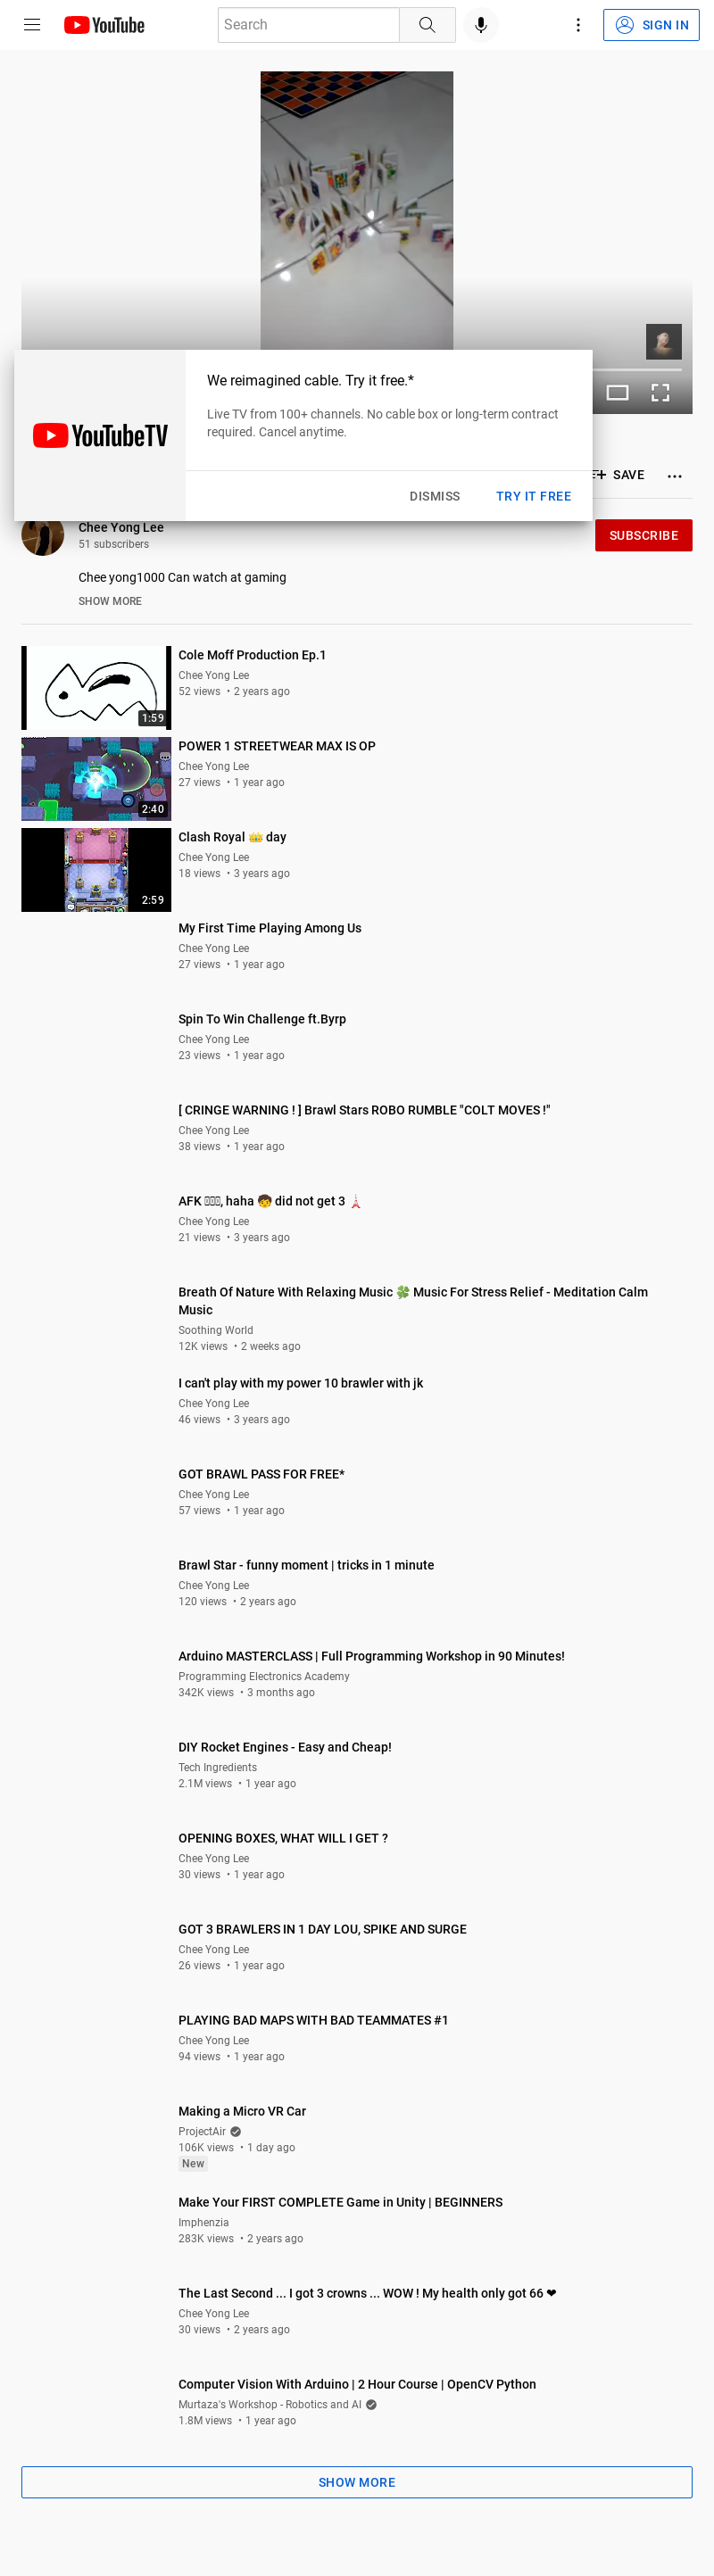 YouTube
Search
SIGN IN
We reimagined cable. Try it free.*
Live TV from 100+ channels. No cable box or long-term contract
required. Cancel anytime.
YouTubeTV
DISMISS
TRY IT FREE
SAVE
Chee Yong Lee
51 subscribers
SUBSCRIBE
Chee yong1000 Can watch at gaming
SHOW MORE
1:59
Cole Moff Production Ep.1
Chee Yong Lee
52 views • 2 years ago
2:40
POWER 1 STREETWEAR MAX IS OP
Chee Yong Lee
27 views • 1 year ago
2:59
Clash Royal 👑 day
Chee Yong Lee
18 views • 3 years ago
My First Time Playing Among Us
Chee Yong Lee
27 views • 1 year ago
Spin To Win Challenge ft.Byrp
Chee Yong Lee
23 views • 1 year ago
[ CRINGE WARNING ! ] Brawl Stars ROBO RUMBLE "COLT MOVES !"
Chee Yong Lee
38 views • 1 year ago
AFK , haha 🧒 did not get 3 🗼
Chee Yong Lee
21 views • 3 years ago
Breath Of Nature With Relaxing Music 🍀 Music For Stress Relief - Meditation Calm
Music
Soothing World
12K views • 2 weeks ago
I can't play with my power 10 brawler with jk
Chee Yong Lee
46 views • 3 years ago
GOT BRAWL PASS FOR FREE*
Chee Yong Lee
57 views • 1 year ago
Brawl Star - funny moment | tricks in 1 minute
Chee Yong Lee
120 views • 2 years ago
Arduino MASTERCLASS | Full Programming Workshop in 90 Minutes!
Programming Electronics Academy
342K views • 3 months ago
DIY Rocket Engines - Easy and Cheap!
Tech Ingredients
2.1M views • 1 year ago
OPENING BOXES, WHAT WILL I GET ?
Chee Yong Lee
30 views • 1 year ago
GOT 3 BRAWLERS IN 1 DAY LOU, SPIKE AND SURGE
Chee Yong Lee
26 views • 1 year ago
PLAYING BAD MAPS WITH BAD TEAMMATES #1
Chee Yong Lee
94 views • 1 year ago
Making a Micro VR Car
ProjectAir
106K views • 1 day ago
New
Make Your FIRST COMPLETE Game in Unity | BEGINNERS
Imphenzia
283K views • 2 years ago
The Last Second ... I got 3 crowns ... WOW ! My health only got 66 ❤
Chee Yong Lee
30 views • 2 years ago
Computer Vision With Arduino | 2 Hour Course | OpenCV Python
Murtaza's Workshop - Robotics and AI
1.8M views • 1 year ago
SHOW MORE